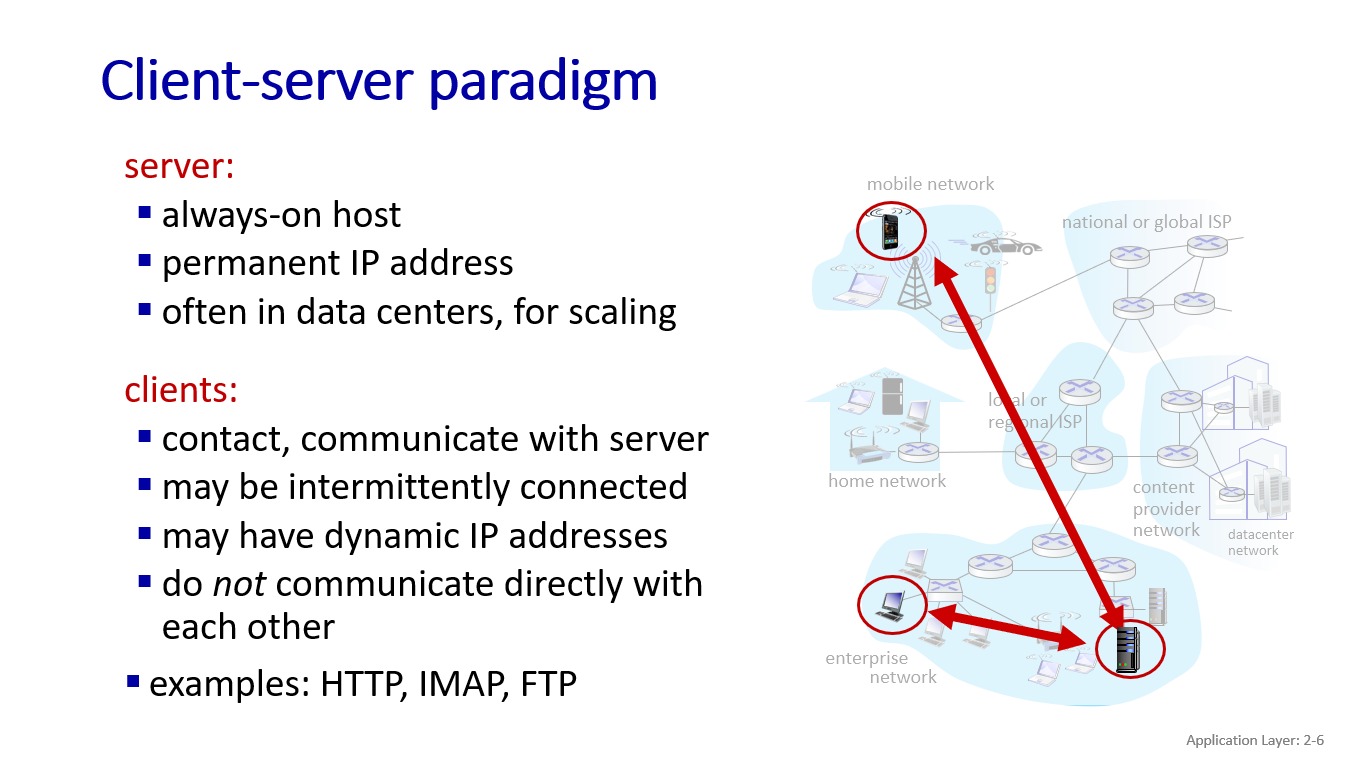 Client-server paradigm
server:
▪ always-on host
▪ permanent IP address
▪ often in data centers, for scaling
clients:
▪ contact, communicate with server
▪ may be intermittently connected
▪ may have dynamic IP addresses
▪ do not communicate directly with
each other
▪ examples: HTTP, IMAP, FTP
mobile network
national or global ISP
local or
regional ISP
home network
content
provider
network
datacenter
network
enterprise
network
Application Layer: 2-6